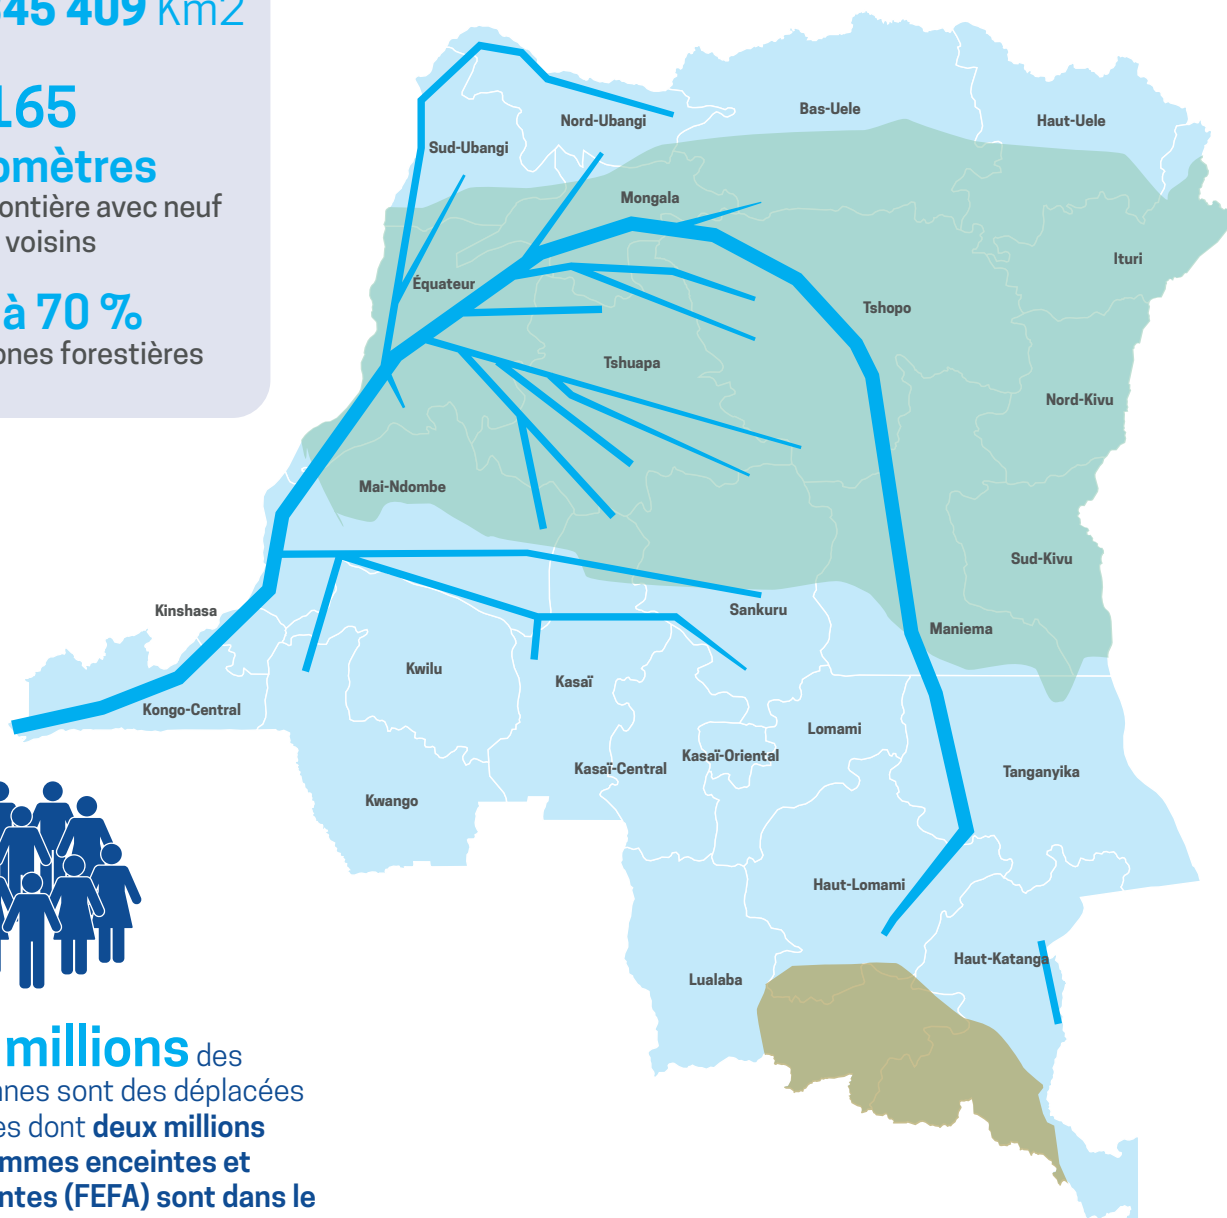 345 409 Km2
165
omètres
ontière avec neuf
voisins
à 70 %
ones forestières
Bas-Uele
Haut-Uele
Nord-Ubangi
Sud-Ubangi
Mongala
Ituri
Équateur
Tshopo
Tshuapa
Nord-Kivu
Mai-Ndombe
Sud-Kivu
Kinshasa
Sankuru
Maniema
Kwilu
Kasaï
Kongo-Central
Lomami
Kasaï-Oriental
Kasaï-Central
Tanganyika
Kwango
Haut-Lomami
Haut-Katanga
Lualaba
millions des
nnes sont des déplacées
es dont deux millions
mmes enceintes et
ntes (FEFA) sont dans le